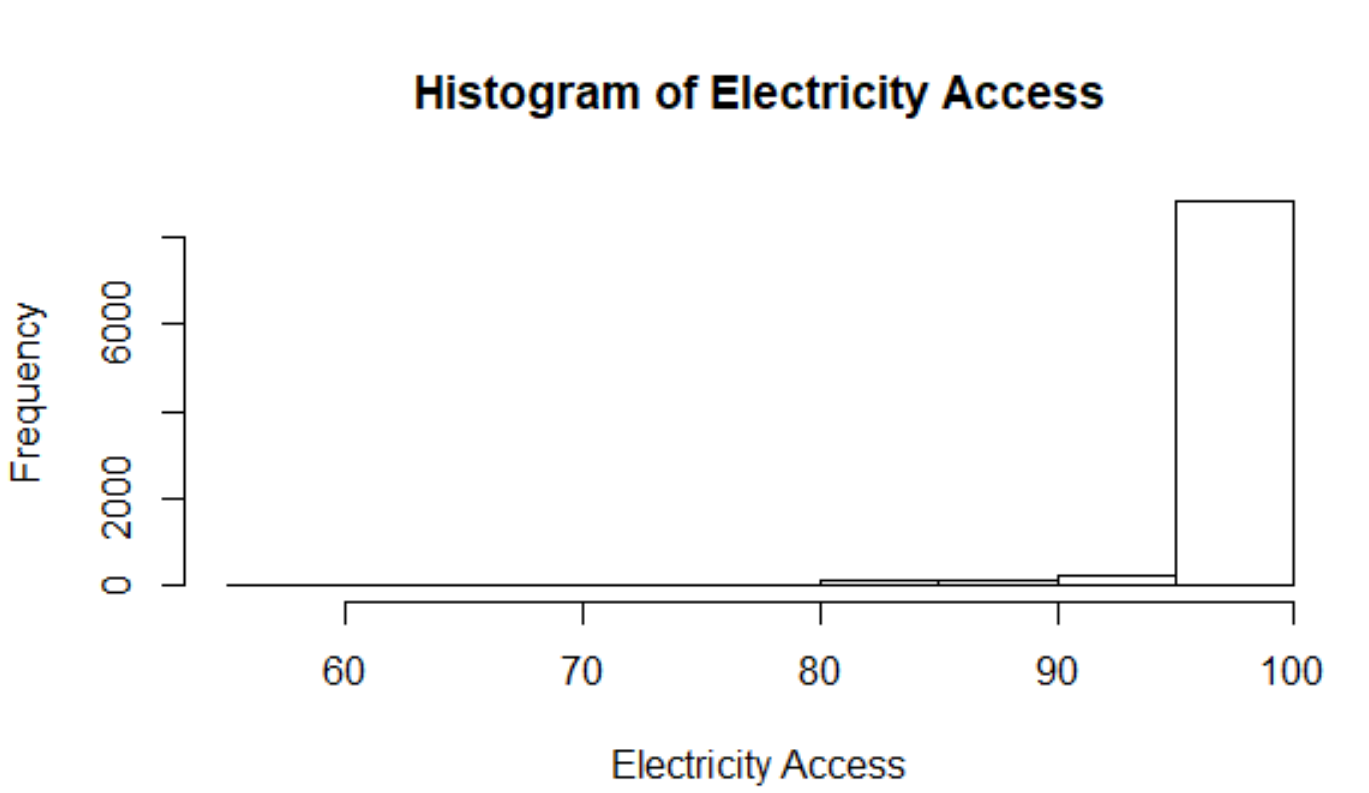 Histogram of Electricity Access
Frequency
6000
2000
0
60 70 80 90 100
Electricity Access